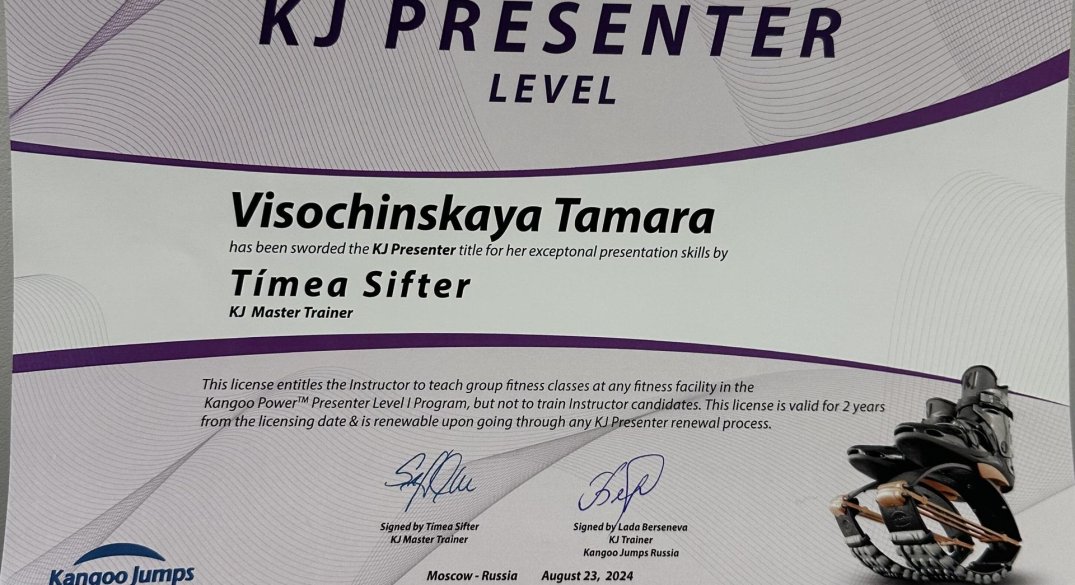 KJ PRESENTER
LEVEL
Visochinskaya Tamara
has been sworded the KJ Presenter title for her exceptonal presentation skills by
Tímea Sifter
KJ Master Trainer
This license entitles the Instructor to teach group fitness classes at any fitness facility in the
Kangoo Power™ Presenter Level I Program, but not to train Instructor candidates. This license is valid for 2 years
from the licensing date & is renewable upon going through any KJ Presenter renewal process.
Signed by Tímea Sifter
KJ Master Trainer
Signed by Lada Berseneva
KJ Trainer
Kangoo Jumps Russia
Kangoo Jumps
Moscow - Russia August 23, 2024